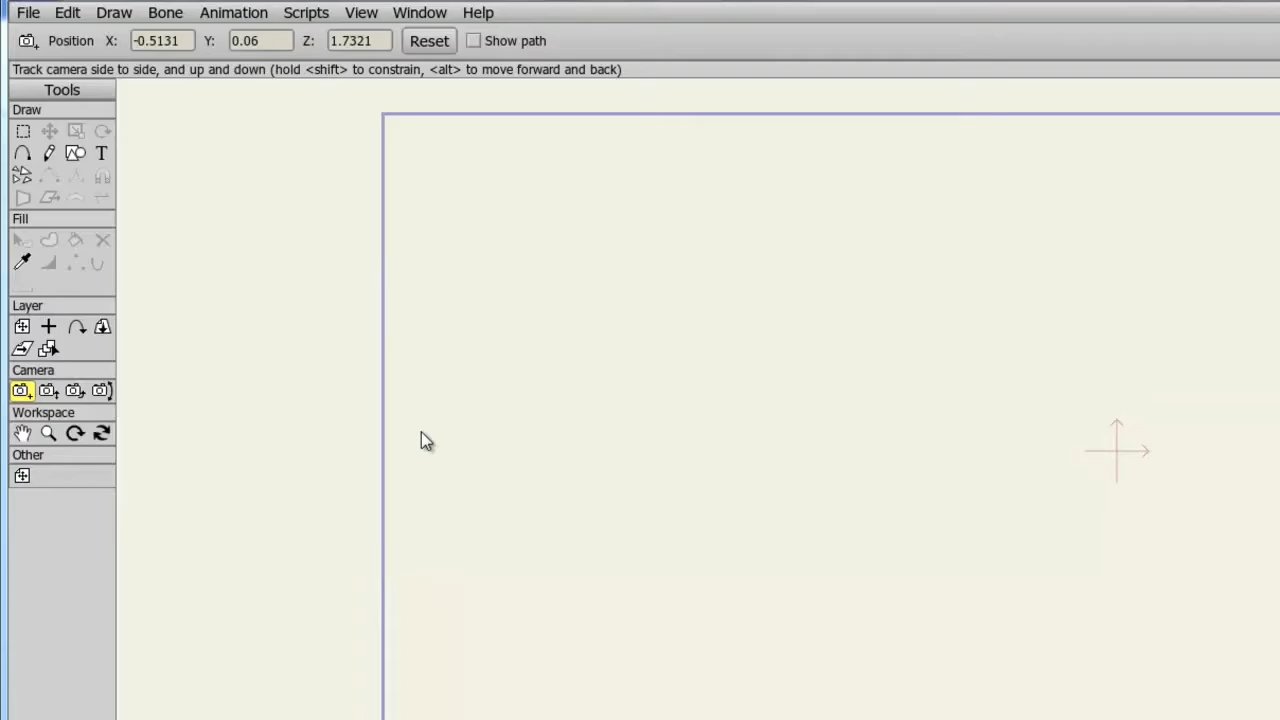 File Edit Draw Bone Animation Scripts View Window Help
Position X: -0.5131 Y: 0.06 Z: 1.7321 Reset Show path
Track camera side to side, and up and down (hold <shift> to constrain, <alt> to move forward and back)
Tools
Draw
T
Fill
Layer
Camera
Workspace
Other